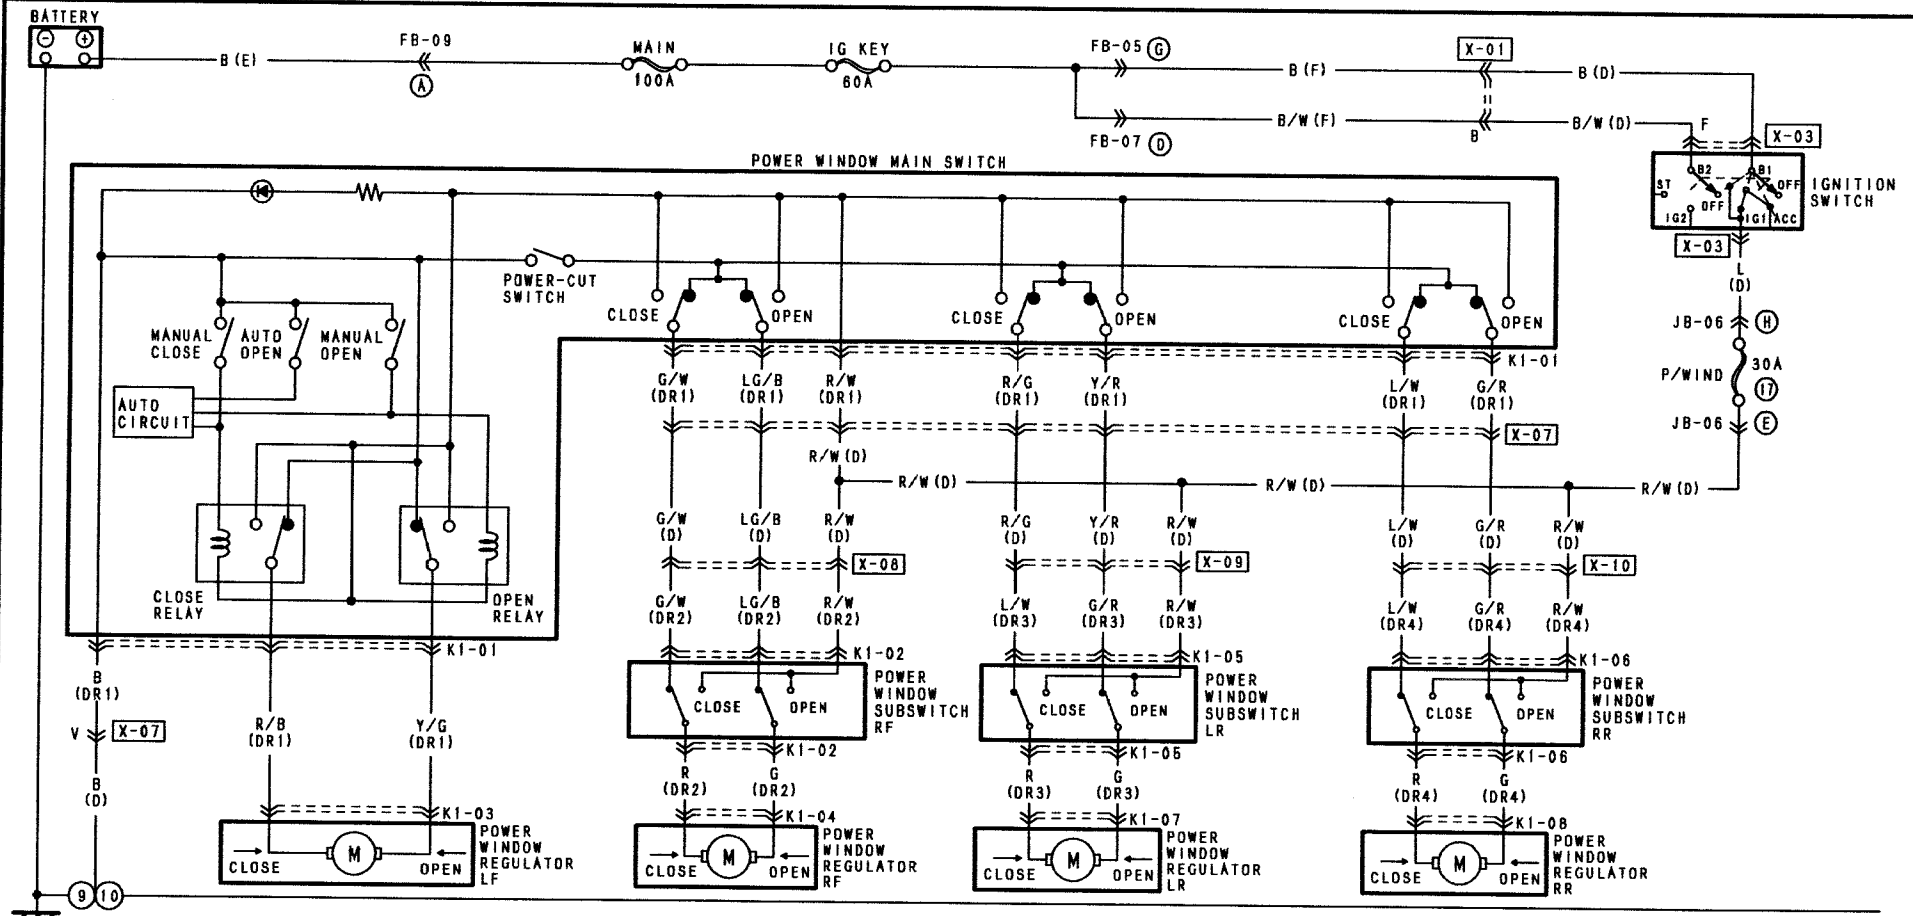 BATTERY
B (E)
FB-09
A
MAIN
100A
IG KEY
60A
FB-05 G
B (F)
X-01
B (D)
B/W (F)
B
B/W (D)
F
X-03
FB-07 D
POWER WINDOW MAIN SWITCH
B2
B1
ST
OFF
OFF
IG2
IG1
ACC
IGNITION
SWITCH
X-03
L
(D)
JB-06 H
P/WIND
30A
17
JB-06 E
POWER-CUT
SWITCH
CLOSE
OPEN
CLOSE
OPEN
CLOSE
OPEN
MANUAL
CLOSE
AUTO
OPEN
MANUAL
OPEN
AUTO
CIRCUIT
K1-01
G/W
(DR1)
LG/B
(DR1)
R/W
(DR1)
R/G
(DR1)
Y/R
(DR1)
L/W
(DR1)
G/R
(DR1)
X-07
R/W (D)
R/W (D)
R/W (D)
R/W (D)
G/W
(D)
LG/B
(D)
R/W
(D)
R/G
(D)
Y/R
(D)
R/W
(D)
L/W
(D)
G/R
(D)
R/W
(D)
X-08
X-09
X-10
CLOSE
RELAY
OPEN
RELAY
G/W
(DR2)
LG/B
(DR2)
R/W
(DR2)
L/W
(DR3)
G/R
(DR3)
R/W
(DR3)
L/W
(DR4)
G/R
(DR4)
R/W
(DR4)
K1-01
K1-02
K1-05
K1-06
B
(DR1)
V
X-07
B
(D)
R/B
(DR1)
Y/G
(DR1)
CLOSE
OPEN
POWER
WINDOW
SUBSWITCH
RF
CLOSE
OPEN
POWER
WINDOW
SUBSWITCH
LR
CLOSE
OPEN
POWER
WINDOW
SUBSWITCH
RR
K1-02
K1-05
K1-06
R
(DR2)
G
(DR2)
R
(DR3)
G
(DR3)
R
(DR4)
G
(DR4)
K1-03
K1-04
K1-07
K1-08
CLOSE
M
OPEN
POWER
WINDOW
REGULATOR
LF
CLOSE
M
OPEN
POWER
WINDOW
REGULATOR
RF
CLOSE
M
OPEN
POWER
WINDOW
REGULATOR
LR
CLOSE
M
OPEN
POWER
WINDOW
REGULATOR
RR
9 10